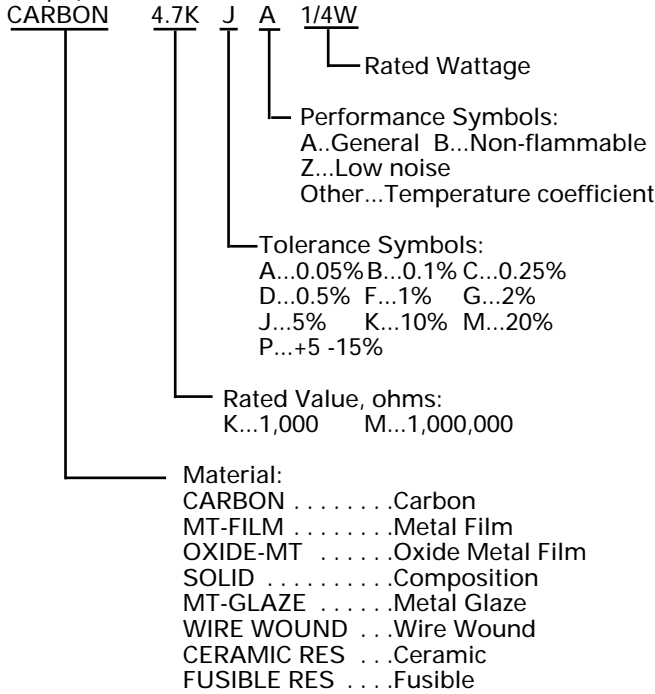 CARBON 4.7K J A 1/4W
Rated Wattage
Performance Symbols:
A..General B...Non-flammable
Z...Low noise
Other...Temperature coefficient
Tolerance Symbols:
A...0.05% B...0.1% C...0.25%
D...0.5% F...1% G...2%
J...5% K...10% M...20%
P...+5 -15%
Rated Value, ohms:
K...1,000 M...1,000,000
Material:
CARBON . . . . . . . .Carbon
MT-FILM . . . . . . . .Metal Film
OXIDE-MT . . . . . .Oxide Metal Film
SOLID . . . . . . . . . .Composition
MT-GLAZE . . . . . .Metal Glaze
WIRE WOUND . . .Wire Wound
CERAMIC RES . . .Ceramic
FUSIBLE RES . . . .Fusible